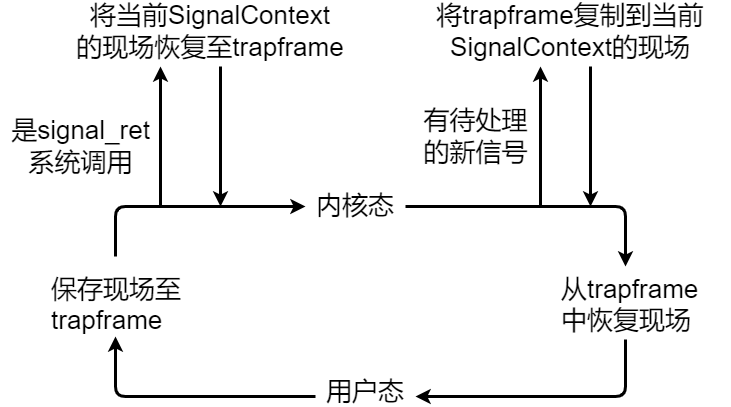 将当前SignalContext
的现场恢复至trapframe
将trapframe复制到当前
SignalContext的现场
是signal_ret
系统调用
有待处理
的新信号
内核态
保存现场至
trapframe
从trapframe
中恢复现场
用户态